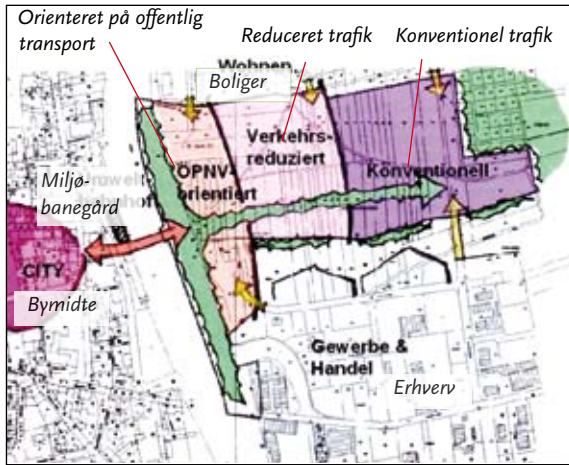 Orienteret på offentlig
transport
Reduceret trafik
Konventionel trafik
Wohnen
Boliger
Verkehrs-
reduziert
ÖPNV-
orientiert
Konventionell
Miljø-
banegård
CITY
Bymidte
Gewerbe &
Handel
Erhverv